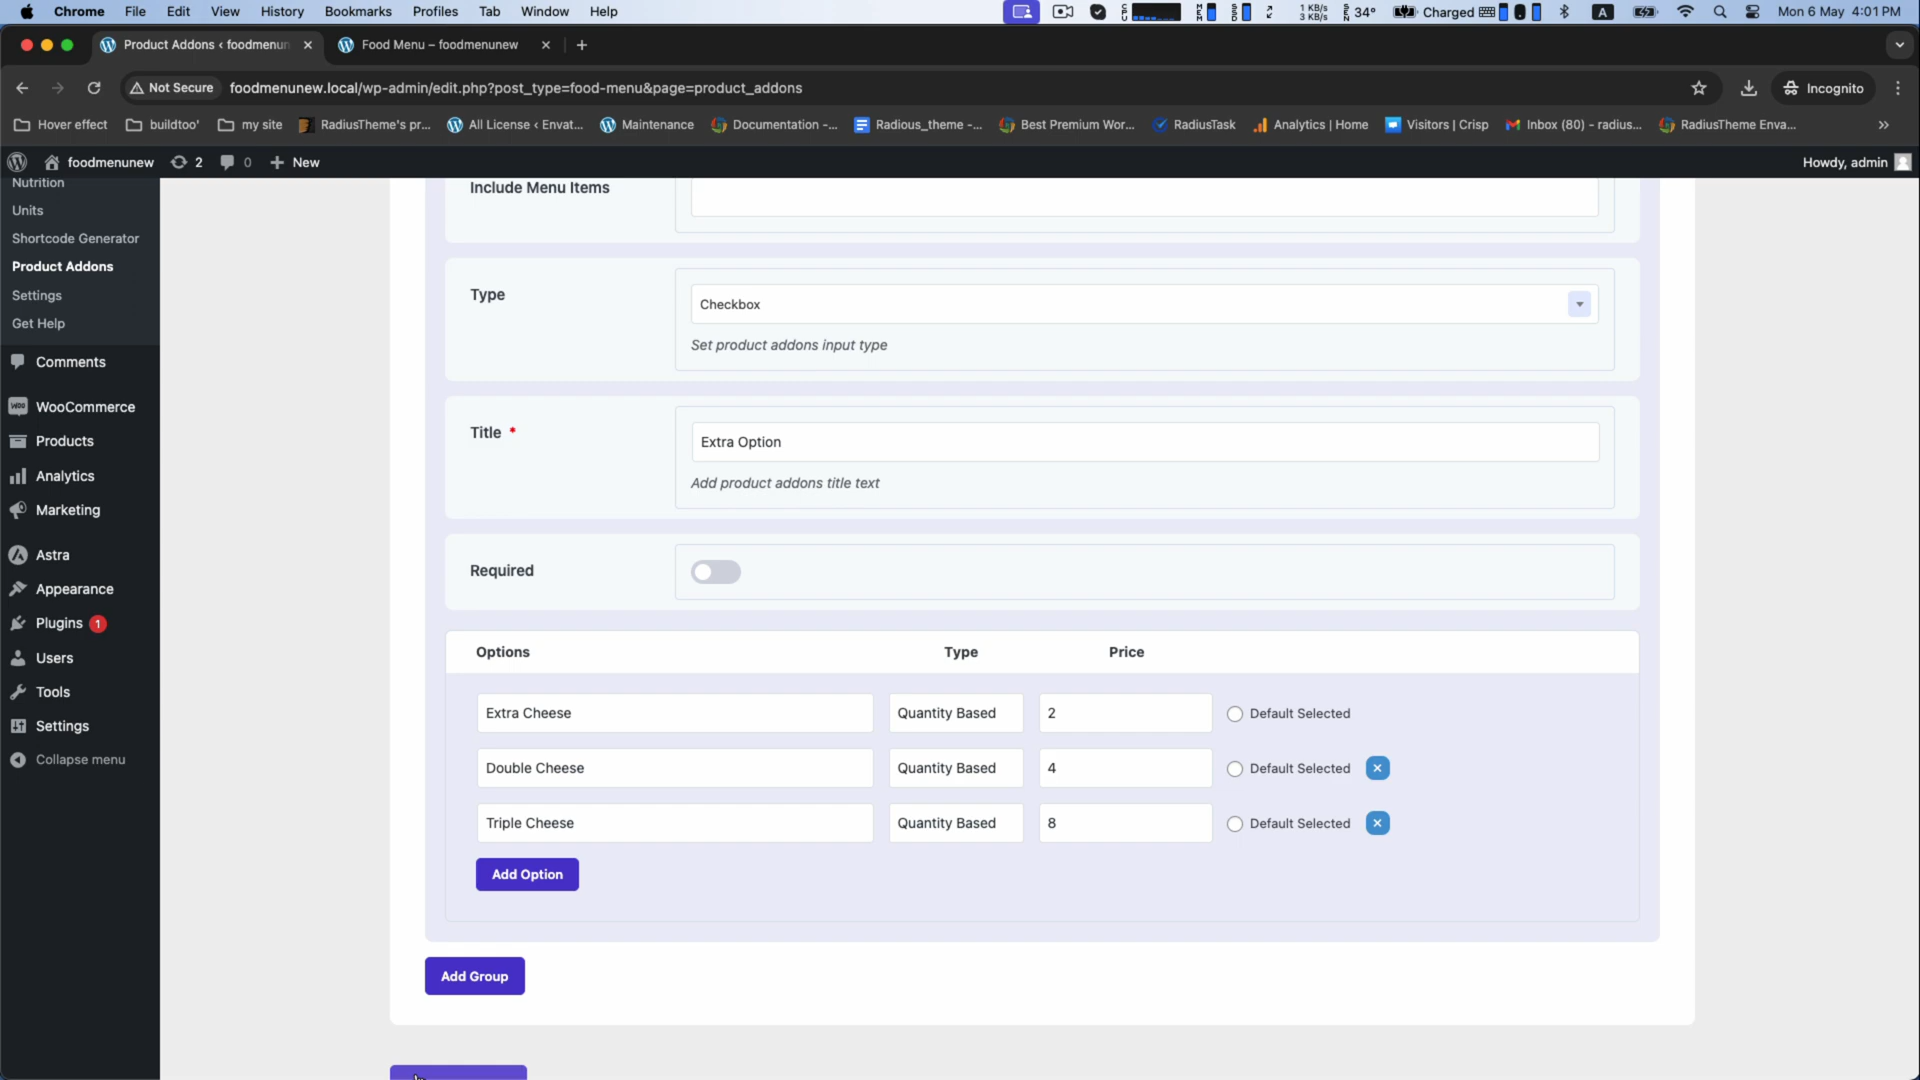 Chrome File Edit View History Bookmarks Profiles Tab Window Help 1 KB/s 3 KB/s 34° Charged A Mon 6 May 4:01 PM
Product Addons ‹ foodmenun Food Menu – foodmenunew
Not Secure foodmenunew.local/wp-admin/edit.php?post_type=food-menu&page=product_addons Incognito
Hover effect buildtoo' my site RadiusTheme's pr... All License ‹ Envat... Maintenance Documentation -... Radious_theme -... Best Premium Wor... RadiusTask Analytics | Home Visitors | Crisp Inbox (80) - radius... RadiusTheme Enva... »
foodmenunew 2 0 New Howdy, admin
Nutrition
Units
Shortcode Generator
Product Addons
Settings
Get Help
Comments
WooCommerce
Products
Analytics
Marketing
Astra
Appearance
Plugins 1
Users
Tools
Settings
Collapse menu
Include Menu Items
Type
Checkbox
Set product addons input type
Title *
Extra Option
Add product addons title text
Required
Options Type Price
Extra Cheese Quantity Based 2 Default Selected
Double Cheese Quantity Based 4 Default Selected
Triple Cheese Quantity Based 8 Default Selected
Add Option
Add Group